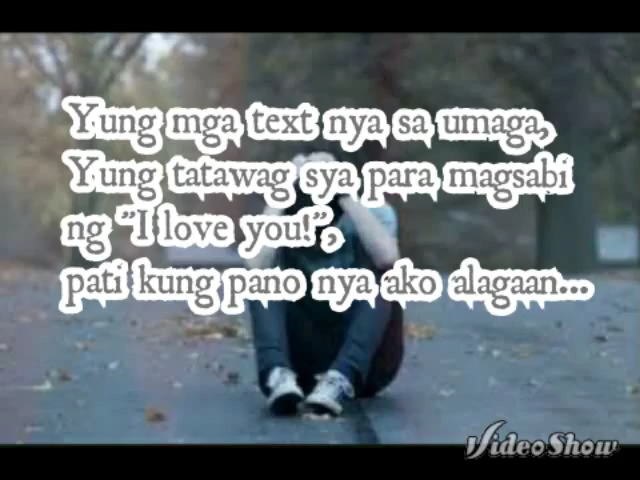 Yung mga text nya sa umaga,
Yung tatawag sya para magsabi
ng "I love you!",
pati kung pano nya ako alagaan...
VideoShow